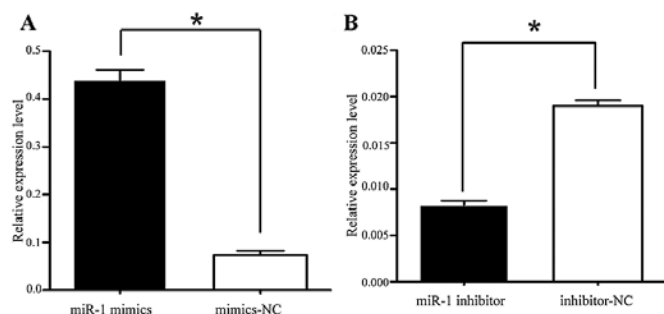 A
*
Relative expression level
0.5
0.4
0.3
0.2
0.1
0.0
miR-1 mimics
mimics-NC
B
*
Relative expression level
0.025
0.020
0.015
0.010
0.005
0.000
miR-1 inhibitor
inhibitor-NC